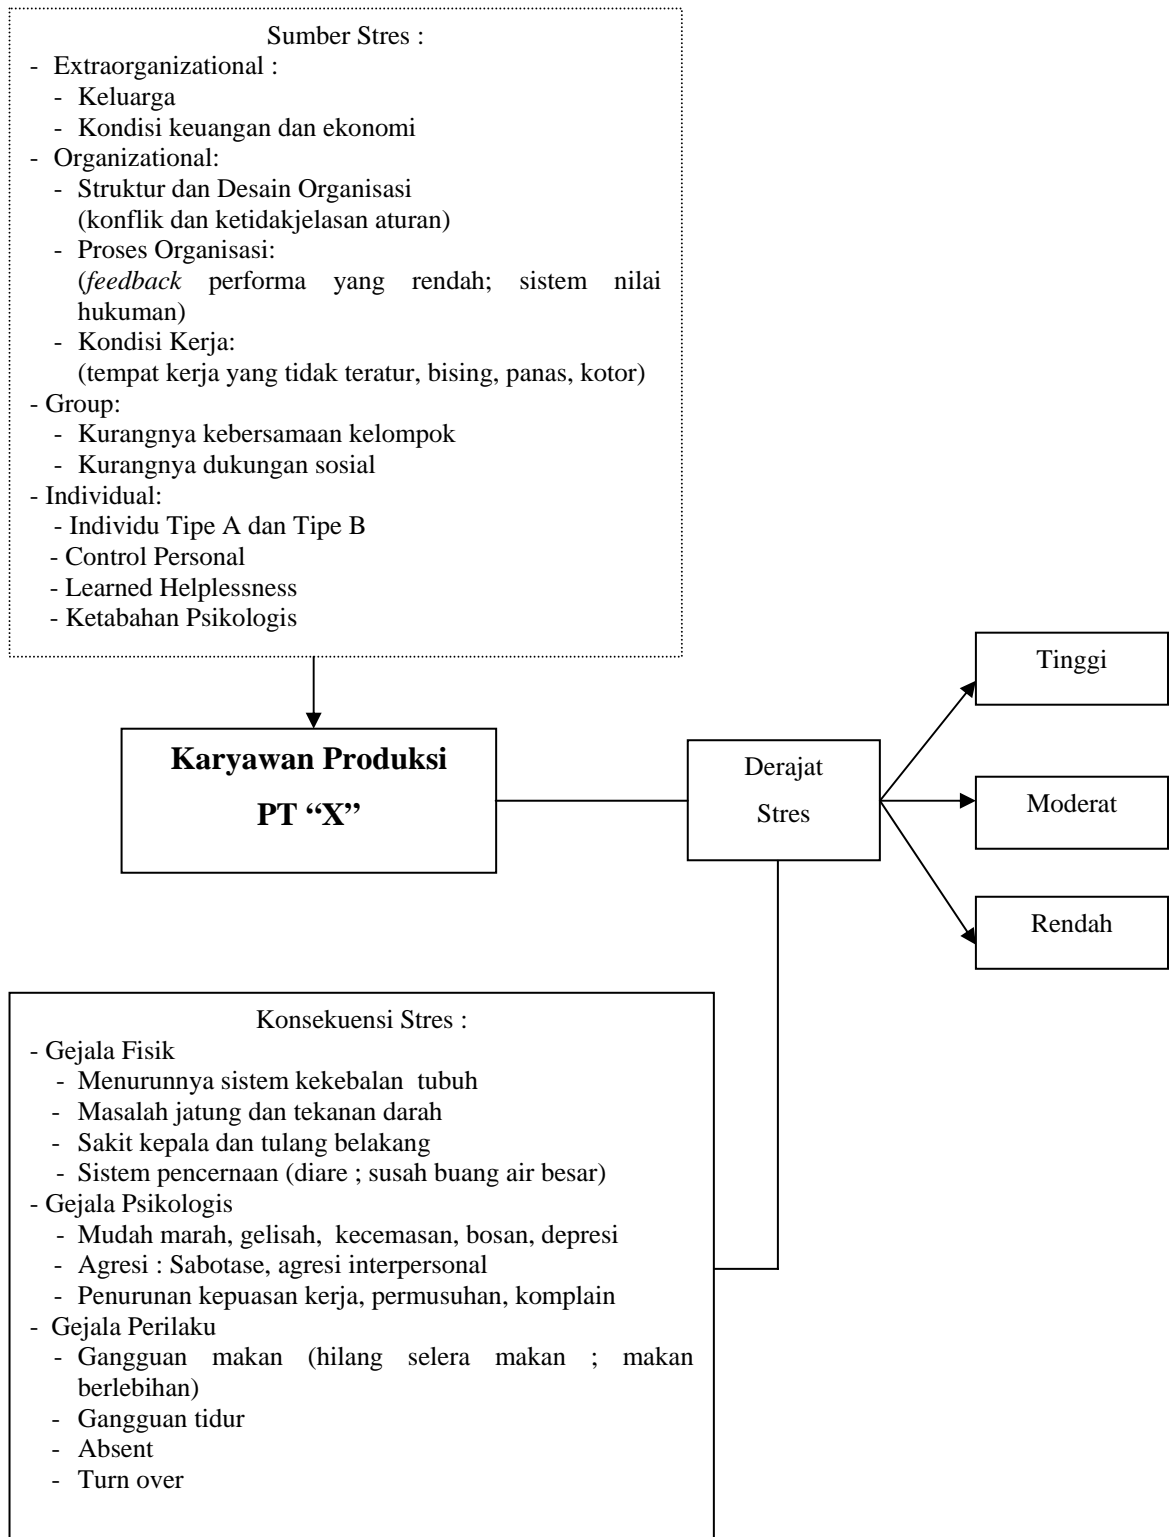 Sumber Stres :
- Extraorganizational :
- Keluarga
- Kondisi keuangan dan ekonomi
- Organizational:
- Struktur dan Desain Organisasi
(konflik dan ketidakjelasan aturan)
- Proses Organisasi:
(feedback performa yang rendah; sistem nilai
hukuman)
- Kondisi Kerja:
(tempat kerja yang tidak teratur, bising, panas, kotor)
- Group:
- Kurangnya kebersamaan kelompok
- Kurangnya dukungan sosial
- Individual:
- Individu Tipe A dan Tipe B
- Control Personal
- Learned Helplessness
- Ketabahan Psikologis
Karyawan Produksi
PT “X”
Derajat
Stres
Tinggi
Moderat
Rendah
Konsekuensi Stres :
- Gejala Fisik
- Menurunnya sistem kekebalan tubuh
- Masalah jatung dan tekanan darah
- Sakit kepala dan tulang belakang
- Sistem pencernaan (diare ; susah buang air besar)
- Gejala Psikologis
- Mudah marah, gelisah, kecemasan, bosan, depresi
- Agresi : Sabotase, agresi interpersonal
- Penurunan kepuasan kerja, permusuhan, komplain
- Gejala Perilaku
- Gangguan makan (hilang selera makan ; makan
berlebihan)
- Gangguan tidur
- Absent
- Turn over